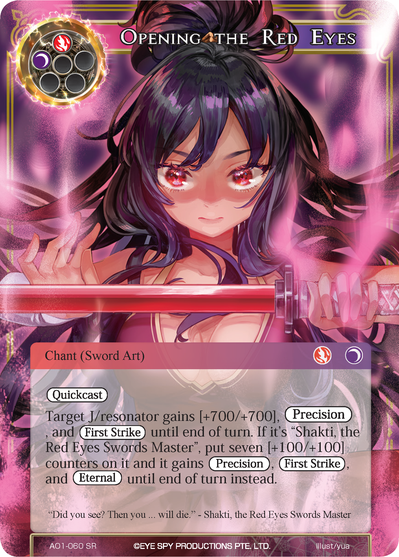 OPENING THE RED EYES
Chant (Sword Art)
Quickcast
Target J/resonator gains [+700/+700], Precision
, and First Strike until end of turn. If it's “Shakti, the
Red Eyes Swords Master”, put seven [+100/+100]
counters on it and it gains Precision, First Strike,
and Eternal until end of turn instead.
“Did you see? Then you ... will die.” - Shakti, the Red Eyes Swords Master
AO1-060 SR
©EYE SPY PRODUCTIONS PTE. LTD.
Illust/yua